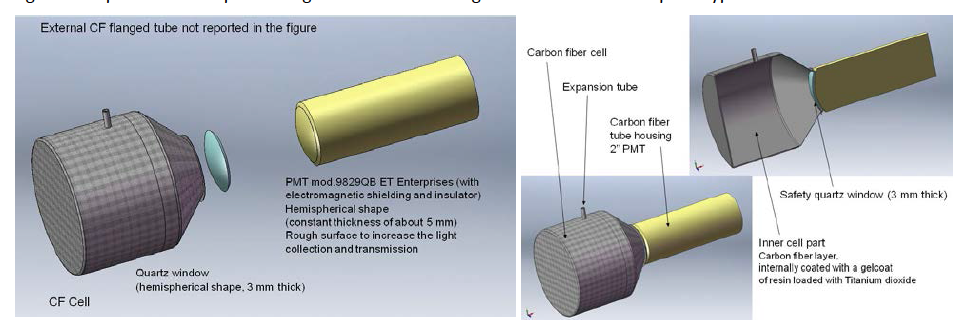 External CF flanged tube not reported in the figure
PMT mod.9829QB ET Enterprises (with
electromagnetic shielding and insulator)
Hemispherical shape
(constant thickness of about 5 mm)
Rough surface to increase the light
collection and transmission
Quartz window
(hemispherical shape, 3 mm thick)
CF Cell
Carbon fiber cell
Expansion tube
Carbon fiber
tube housing
2" PMT
Safety quartz window (3 mm thick)
Inner cell part
Carbon fiber layer,
internally coated with a gelcoat
of resin loaded with Titanium dioxide